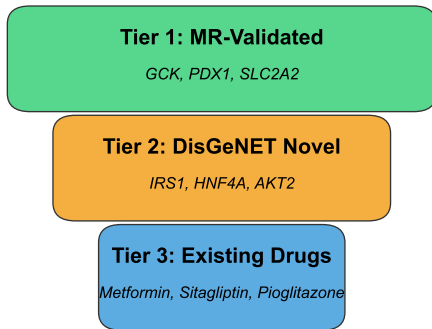 Tier 1: MR-Validated
GCK, PDX1, SLC2A2
Tier 2: DisGeNET Novel
IRS1, HNF4A, AKT2
Tier 3: Existing Drugs
Metformin, Sitagliptin, Pioglitazone